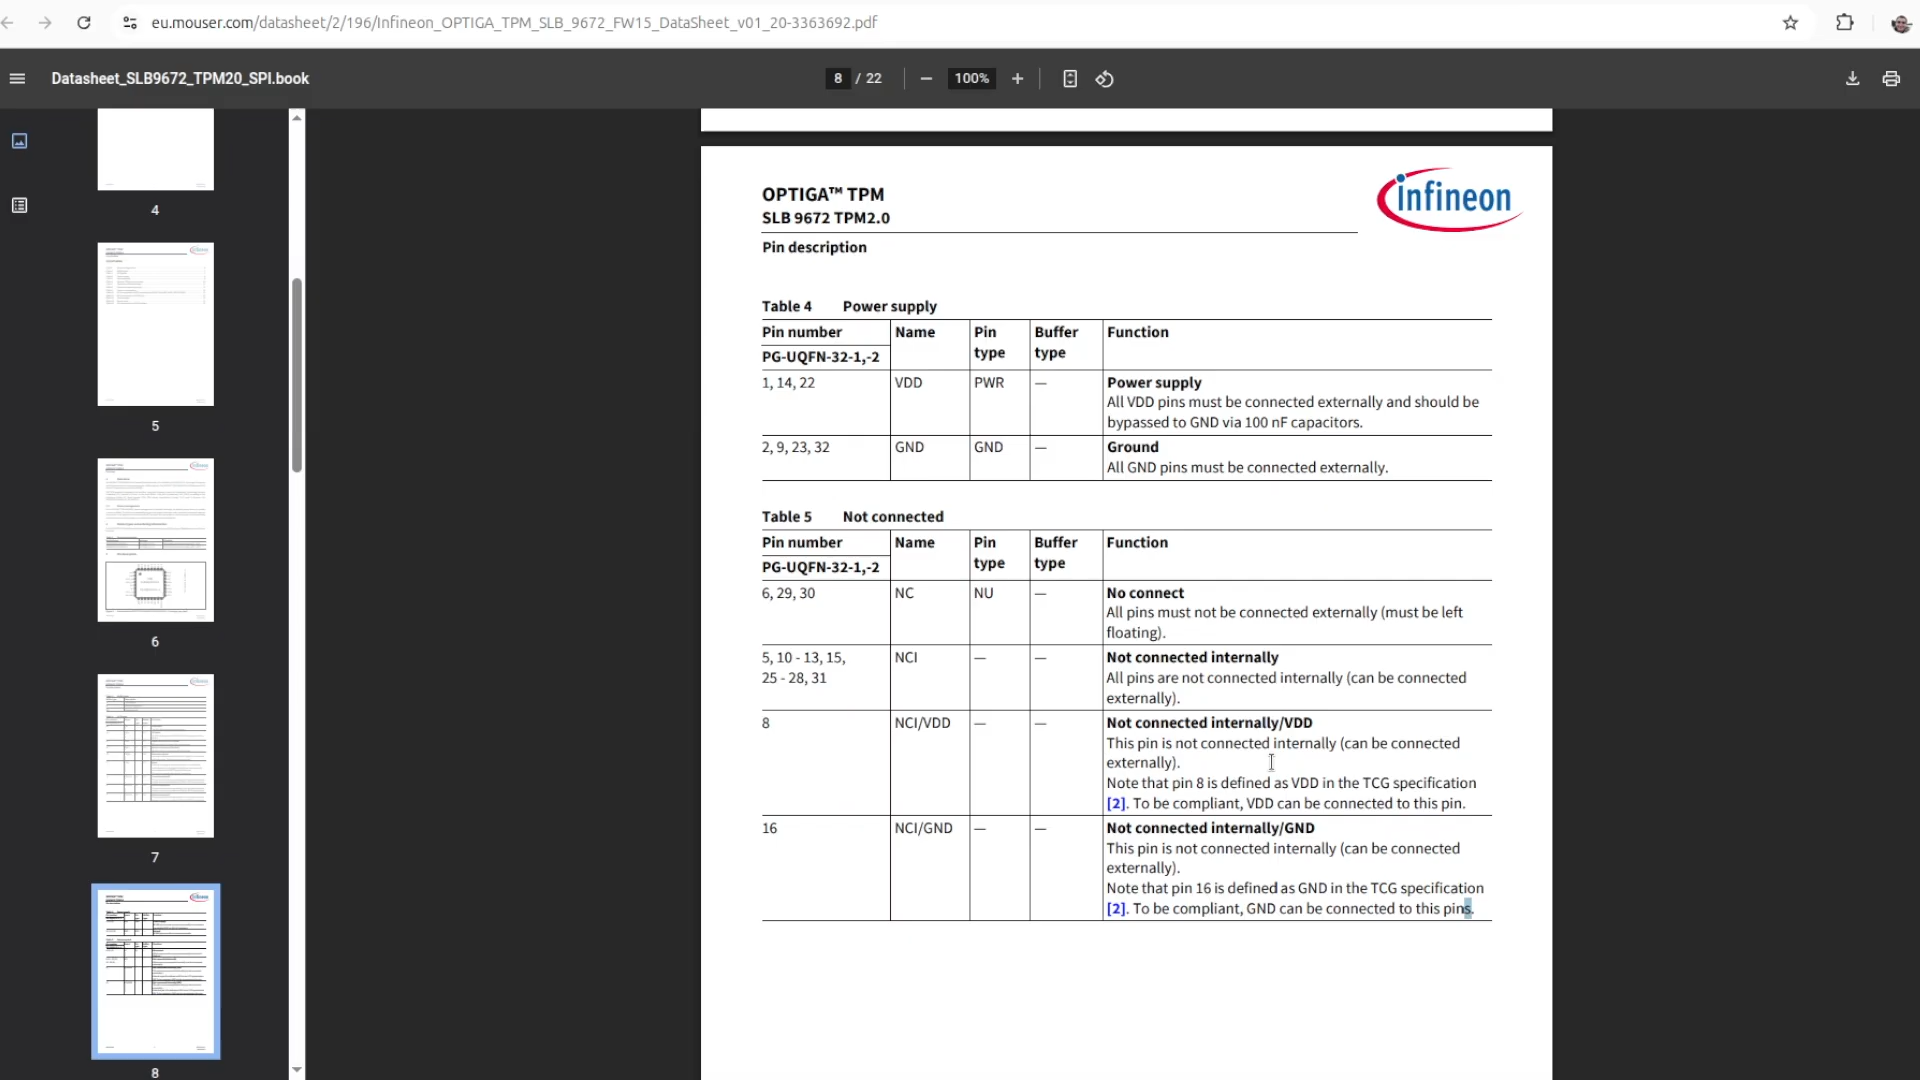 eu.mouser.com/datasheet/2/196/Infineon_OPTIGA_TPM_SLB_9672_FW15_DataSheet_v01_20-3363692.pdf
Datasheet_SLB9672_TPM20_SPI.book
8 / 22
100%
4
5
6
7
8
OPTIGA™ TPM
SLB 9672 TPM2.0
infineon
Pin description
Table 4 Power supply
Pin number Name Pin Buffer Function
type type
PG-UQFN-32-1,-2
1, 14, 22 VDD PWR — Power supply
All VDD pins must be connected externally and should be
bypassed to GND via 100 nF capacitors.
2, 9, 23, 32 GND GND — Ground
All GND pins must be connected externally.
Table 5 Not connected
Pin number Name Pin Buffer Function
type type
PG-UQFN-32-1,-2
6, 29, 30 NC NU — No connect
All pins must not be connected externally (must be left
floating).
5, 10 - 13, 15, NCI — — Not connected internally
25 - 28, 31 All pins are not connected internally (can be connected
externally).
8 NCI/VDD — — Not connected internally/VDD
This pin is not connected internally (can be connected
externally).
Note that pin 8 is defined as VDD in the TCG specification
[2]. To be compliant, VDD can be connected to this pin.
16 NCI/GND — — Not connected internally/GND
This pin is not connected internally (can be connected
externally).
Note that pin 16 is defined as GND in the TCG specification
[2]. To be compliant, GND can be connected to this pins.